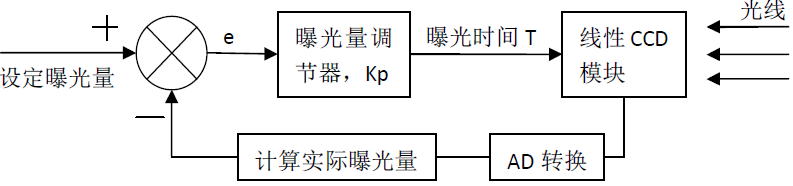 光线
+
设定曝光量
e
曝光量调
节器，Kp
曝光时间 T
线性 CCD
模块
—
计算实际曝光量
AD 转换